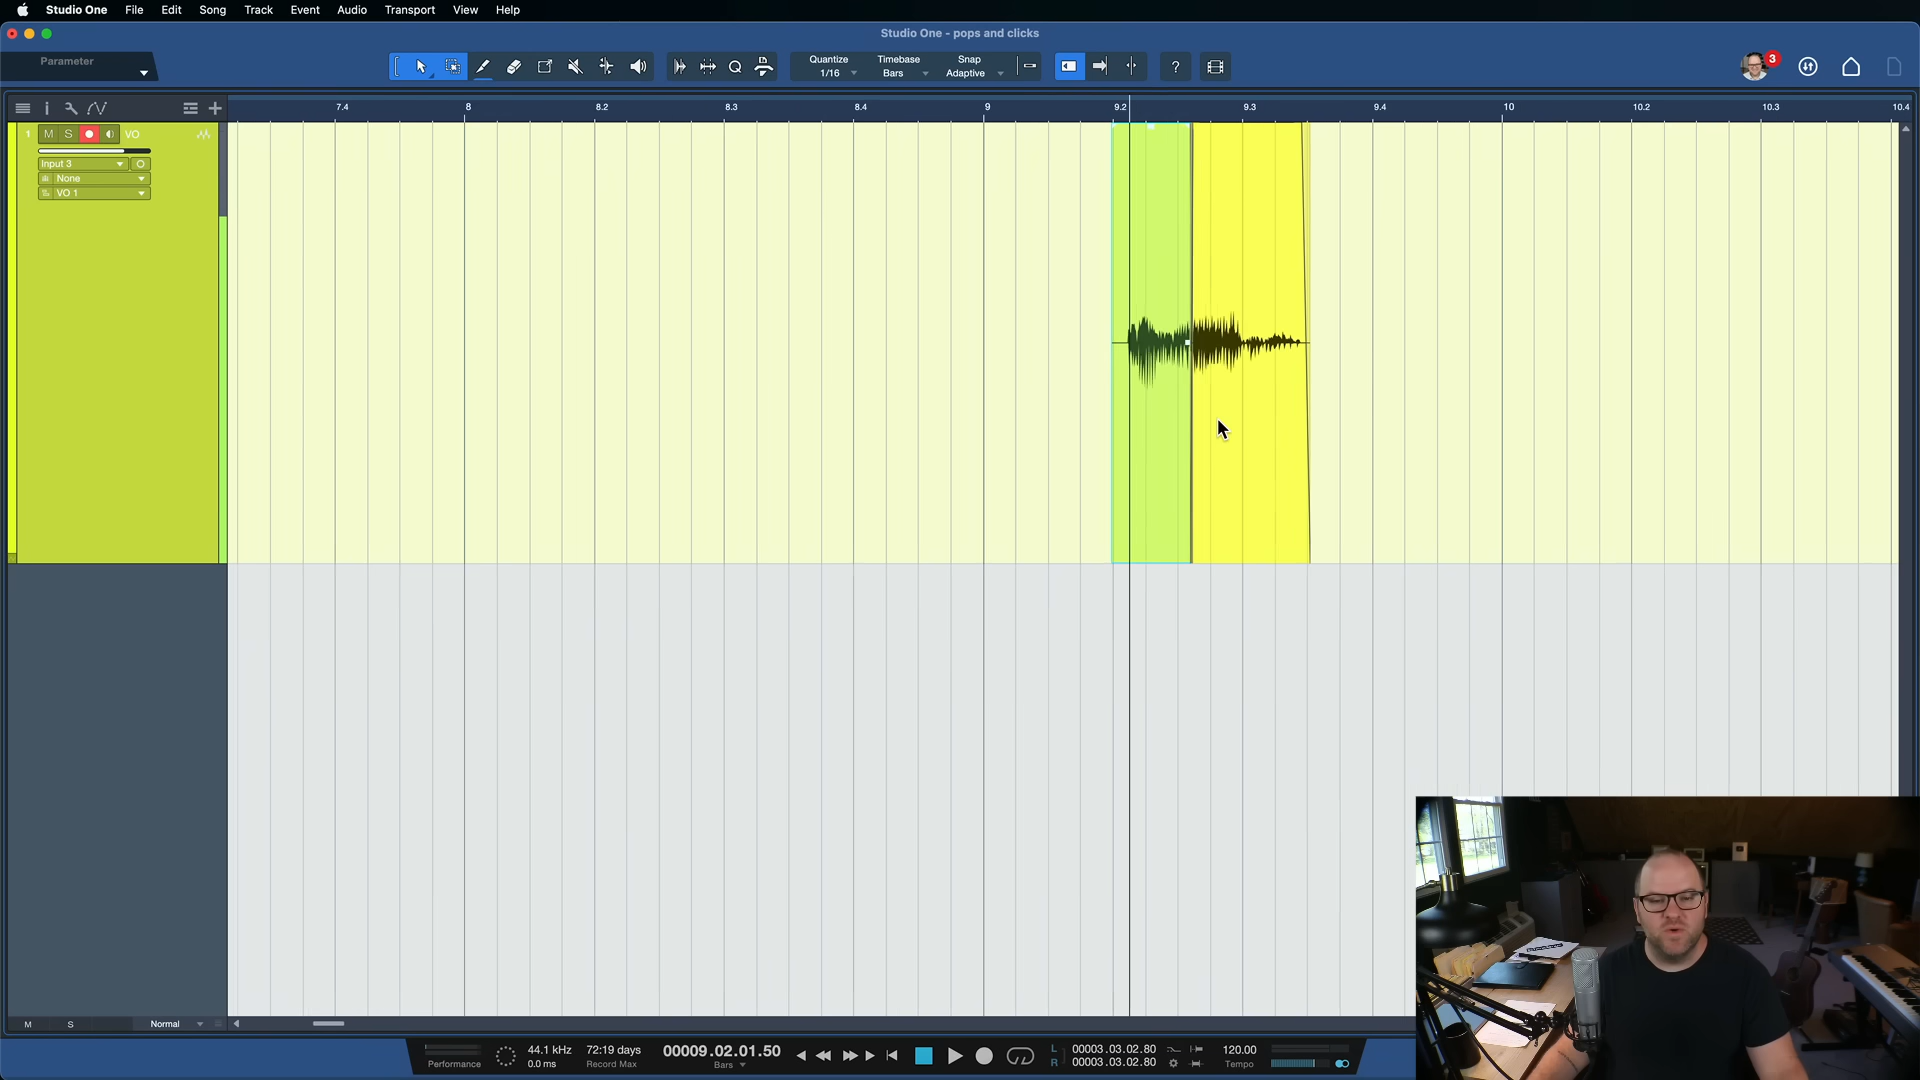 Studio One File Edit Song Track Event Audio Transport View Help
Studio One - pops and clicks
Parameter
Quantize
1/16
Timebase
Bars
Snap
Adaptive
?
3
7.4 8 8.2 8.3 8.4 9 9.2 9.3 9.4 10 10.2 10.3 10.4
1 M S VO
Input 3
None
VO 1
M S Normal
Performance
44.1 kHz
0.0 ms
72:19 days
Record Max
00009.02.01.50
Bars
L 00003.03.02.80
R 00003.03.02.80
120.00
Tempo